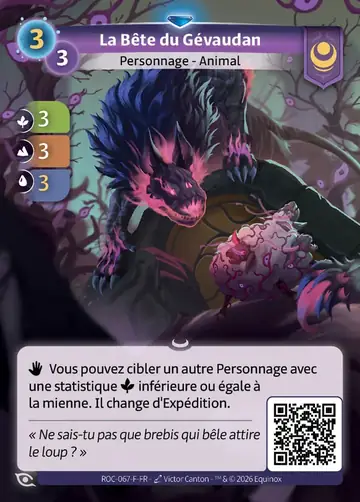 3
La Bête du Gévaudan
3
Personnage - Animal
3
3
3
Vous pouvez cibler un autre Personnage avec
une statistique inférieure ou égale à
la mienne. Il change d'Expédition.
« Ne sais-tu pas que brebis qui bêle attire
le loup ? »
ROC-067-F-FR - Victor Canton - ™ & © 2026 Equinox